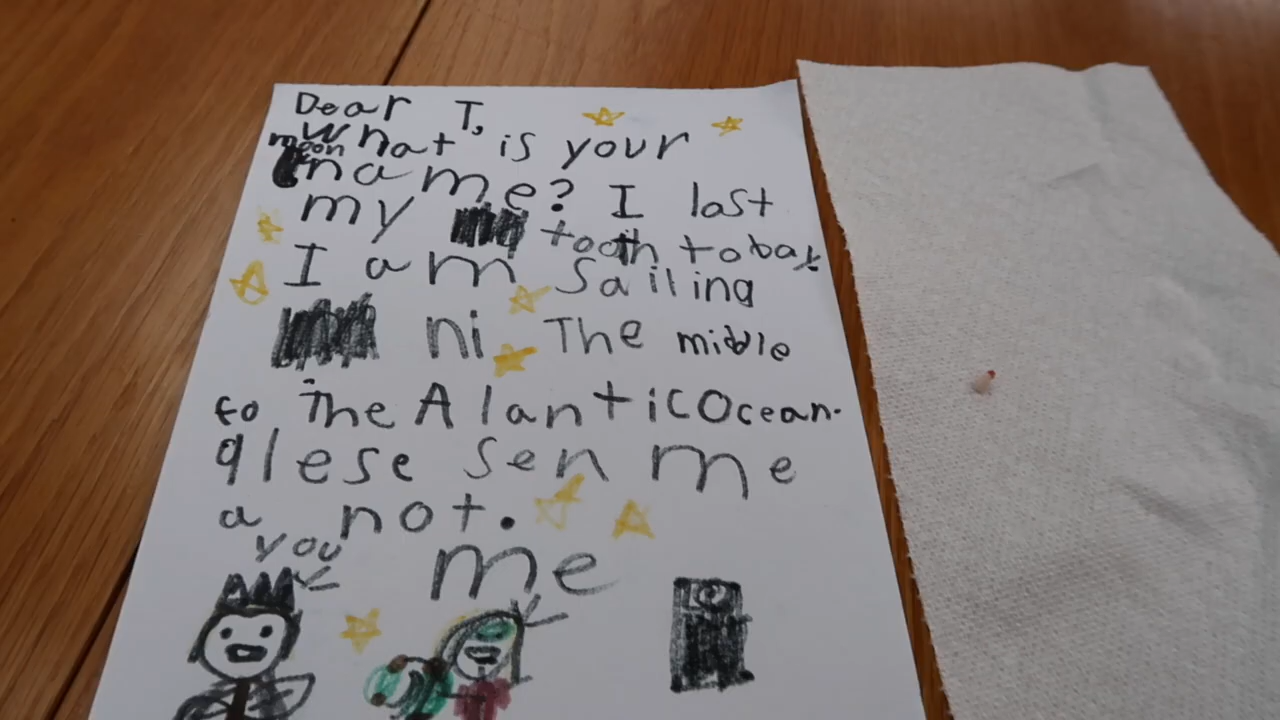 Dear T,
What is your
moon
name? I last
my tooth tobay
I am Sailing
ni The middle
to The AlanticOcean.
qlese sen me
a not.
you
me